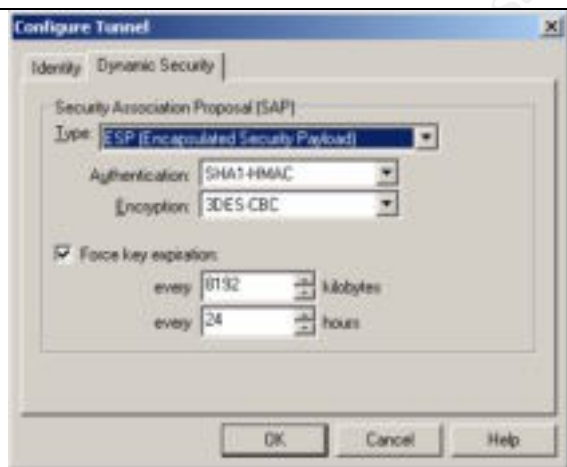 Configure Tunnel
Identity Dynamic Security
Security Association Proposal (SAP)
Type: ESP (Encapsulated Security Payload)
Authentication: SHA1-HMAC
Encryption: 3DES-CBC
Force key expiration:
every 8192 kilobytes
every 24 hours
OK Cancel Help